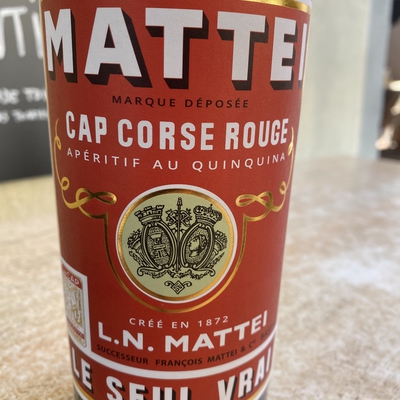 MATTEI
MARQUE DÉPOSÉE
CAP CORSE ROUGE
APÉRITIF AU QUINQUINA
CRÉÉ EN 1872
L.N. MATTEI
SUCCESSEUR FRANÇOIS MATTEI & Cie
LE SEUL VRAI